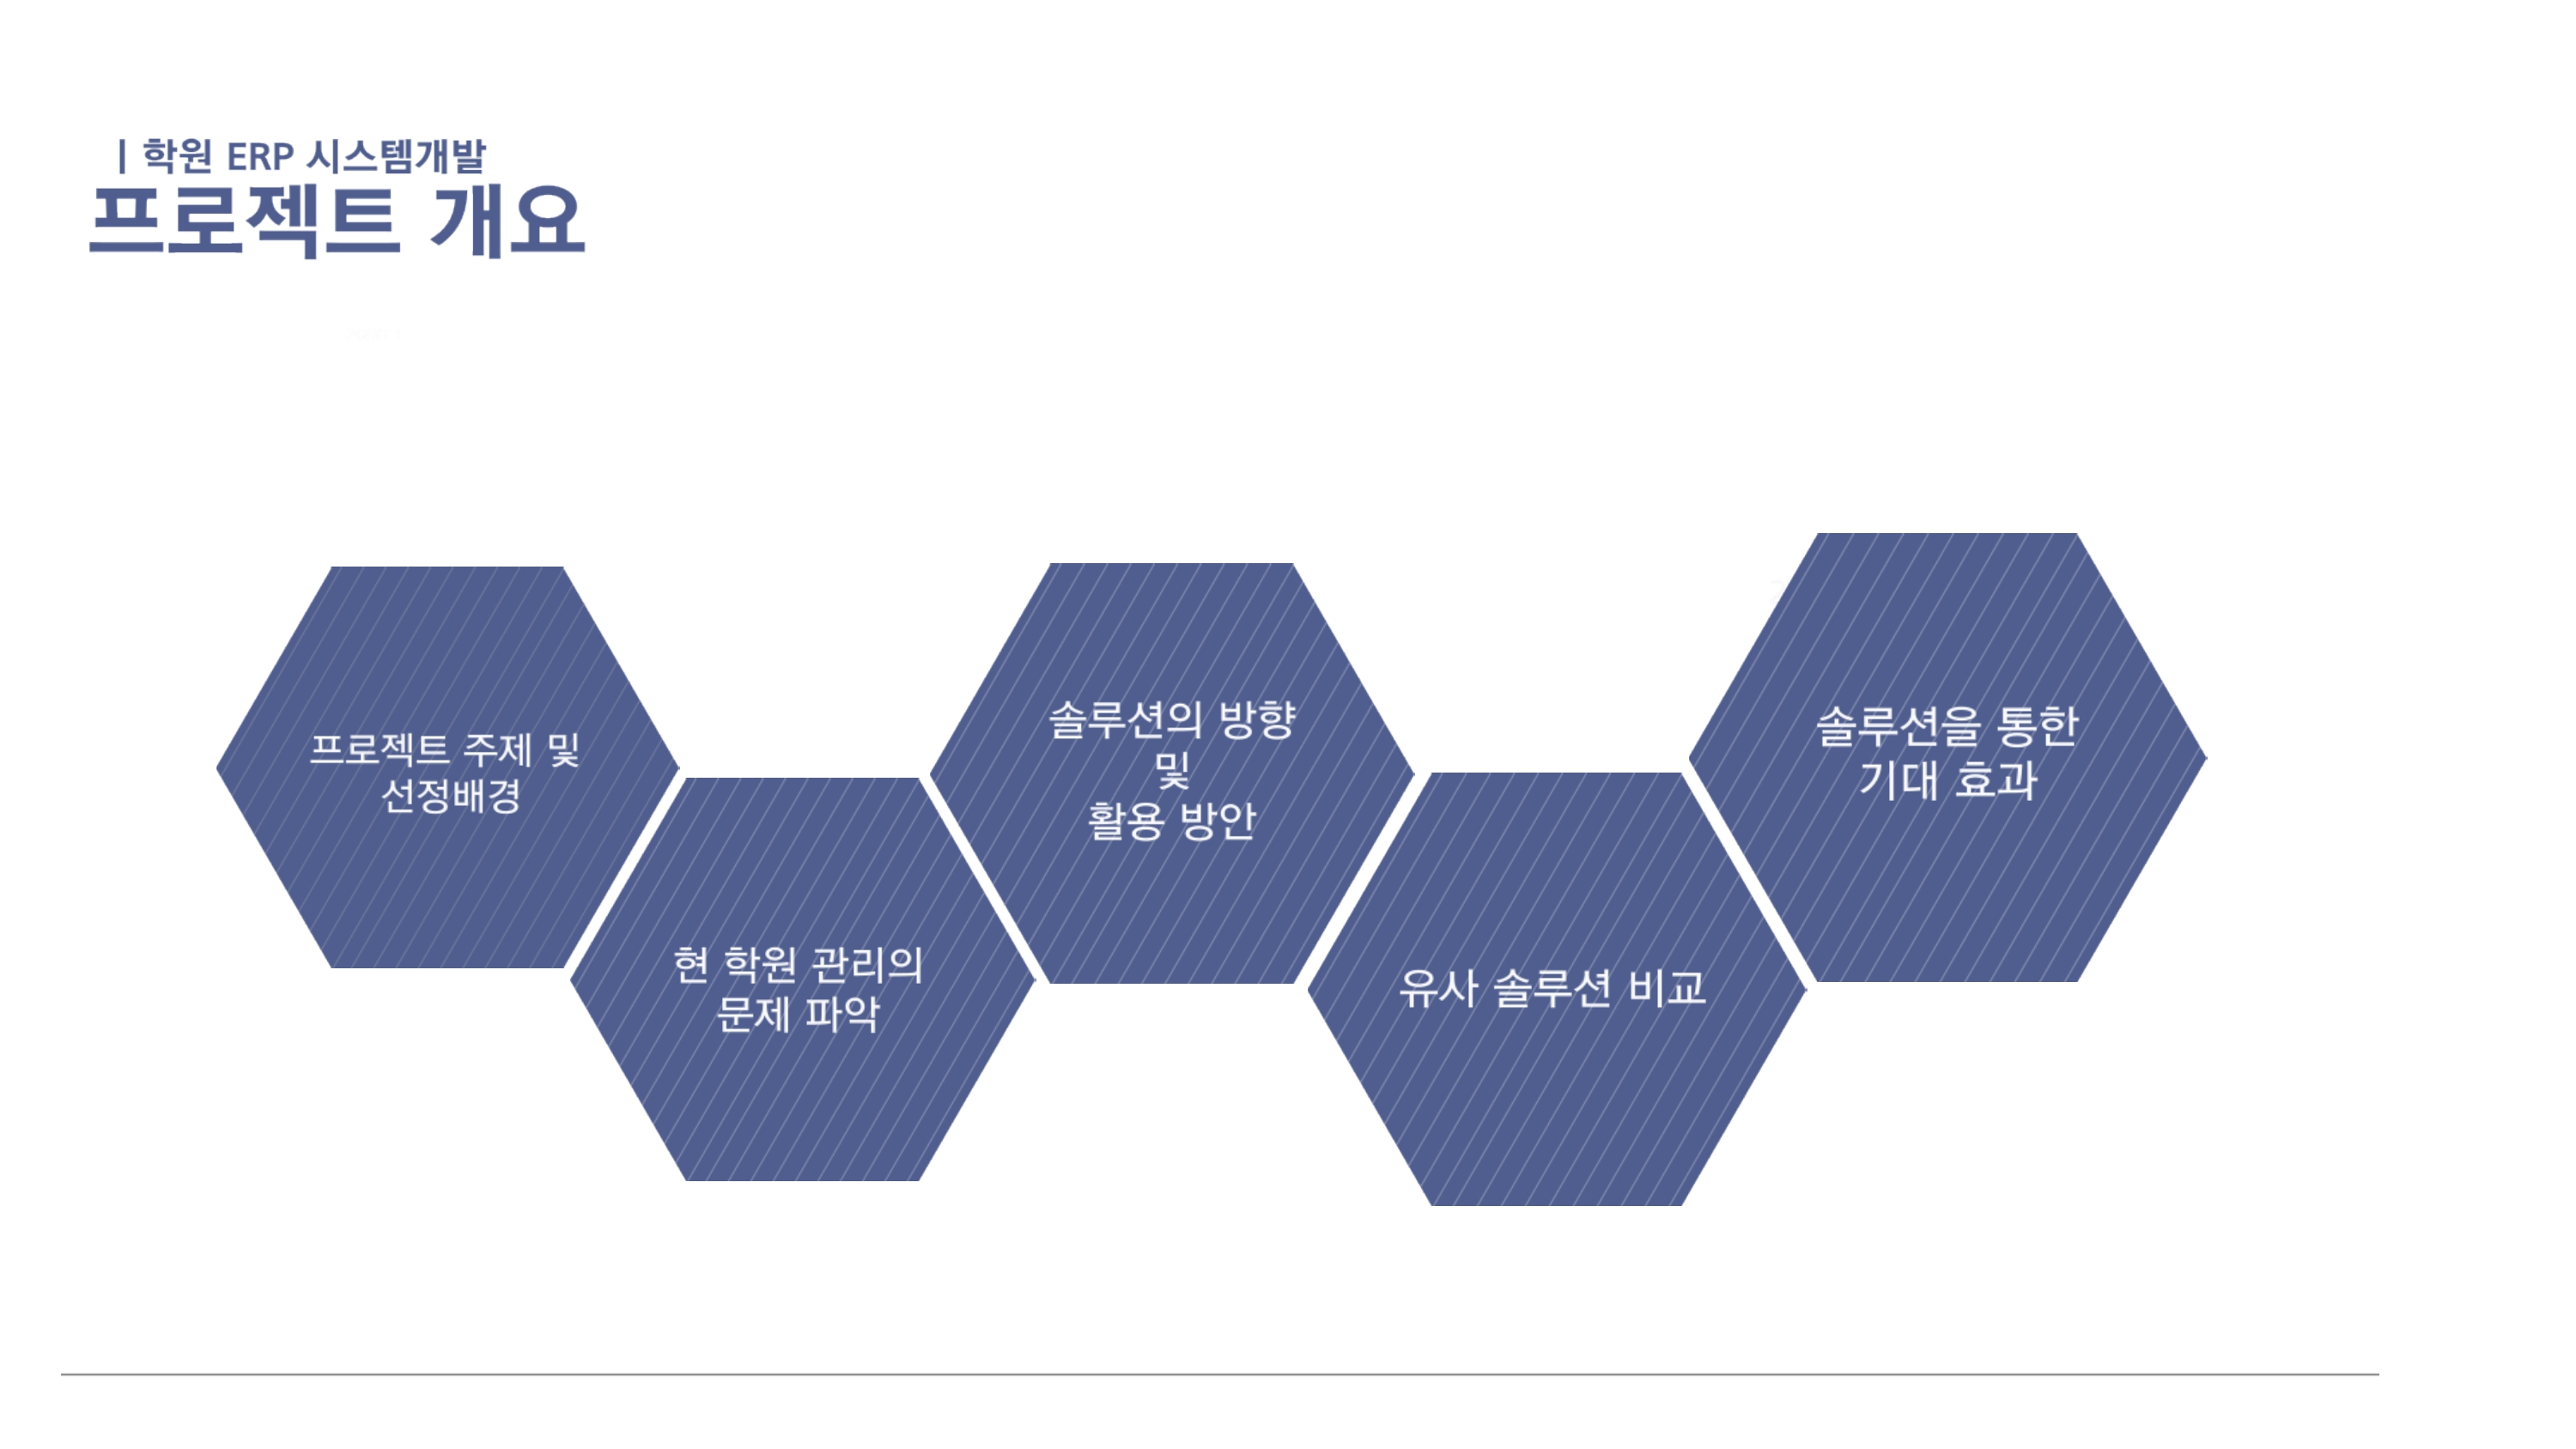 | 학원 ERP 시스템개발
프로젝트 개요
프로젝트 주제 및
선정배경
현 학원 관리의
문제 파악
솔루션의 방향
및
활용 방안
유사 솔루션 비교
솔루션을 통한
기대 효과